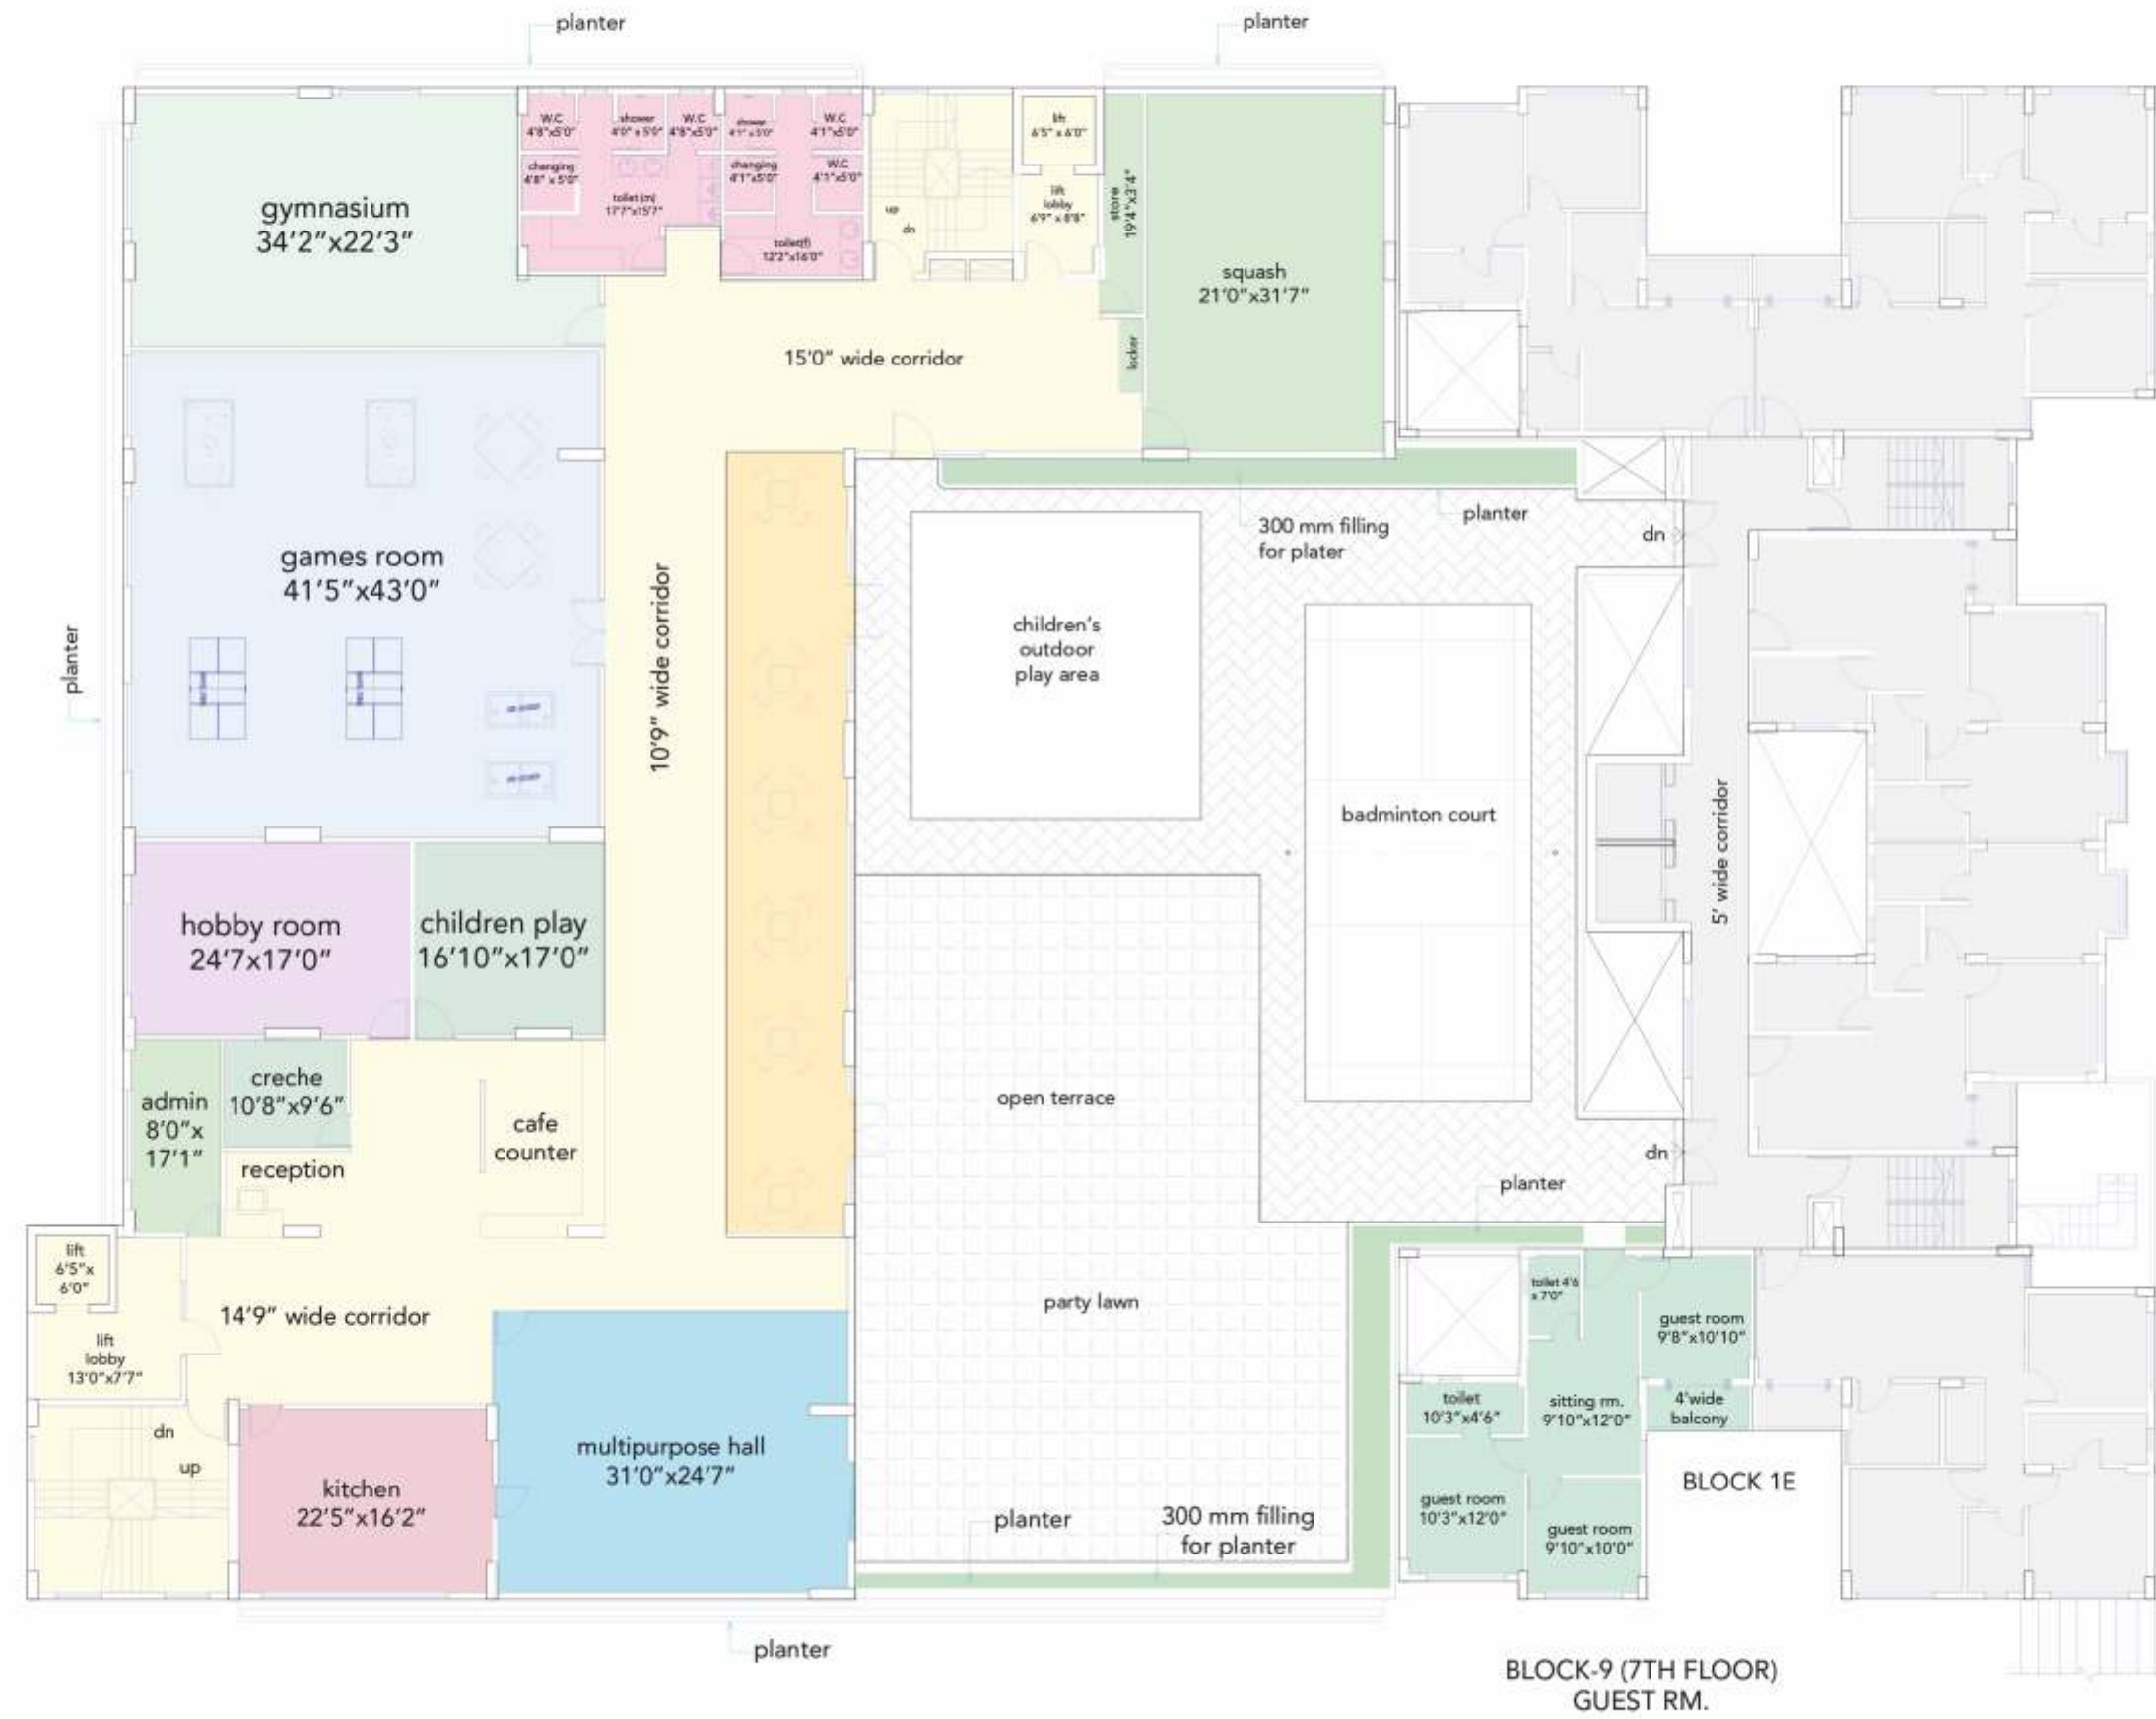 planter
planter
gymnasium
34'2"x22'3"
W.C
4'8"x5'0"
shower
4'0" x 5'0"
W.C
4'8"x5'0"
shower
4'1" x 5'0"
W.C
4'1"x5'0"
changing
4'8" x 5'0"
toilet (m)
17'7"x15'7"
changing
4'1"x5'0"
W.C
4'1"x5'0"
toilet(f)
12'2"x16'0"
up
dn
lift
6'5" x 6'0"
lift
lobby
6'9" x 8'8"
store
19'4"x3'4"
squash
21'0"x31'7"
15'0" wide corridor
locker
games room
41'5"x43'0"
planter
10'9" wide corridor
300 mm filling
for plater
planter
dn
children's
outdoor
play area
badminton court
5' wide corridor
hobby room
24'7x17'0"
children play
16'10"x17'0"
admin
8'0"x
17'1"
creche
10'8"x9'6"
reception
cafe
counter
open terrace
dn
planter
lift
6'5"x
6'0"
lift
lobby
13'0"x7'7"
14'9" wide corridor
party lawn
toilet 4'6
x 7'0"
guest room
9'8"x10'10"
toilet
10'3"x4'6"
sitting rm.
9'10"x12'0"
4'wide
balcony
dn
up
kitchen
22'5"x16'2"
multipurpose hall
31'0"x24'7"
planter
300 mm filling
for planter
guest room
10'3"x12'0"
guest room
9'10"x10'0"
BLOCK 1E
planter
BLOCK-9 (7TH FLOOR)
GUEST RM.